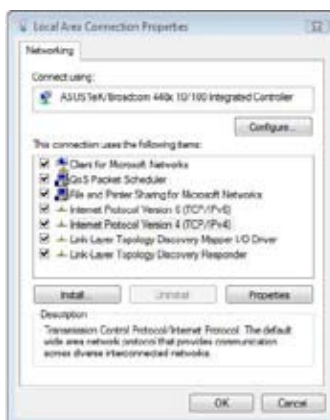 Local Area Connection Properties
Networking
Connect using:
ASUSTeK/Broadcom 440x 10/100 Integrated Controller
Configure...
This connection uses the following items:
Client for Microsoft Networks
QoS Packet Scheduler
File and Printer Sharing for Microsoft Networks
Internet Protocol Version 6 (TCP/IPv6)
Internet Protocol Version 4 (TCP/IPv4)
Link-Layer Topology Discovery Mapper I/O Driver
Link-Layer Topology Discovery Responder
Install...
Uninstall
Properties
Description
Transmission Control Protocol/Internet Protocol. The default
wide area network protocol that provides communication
across diverse interconnected networks.
OK
Cancel